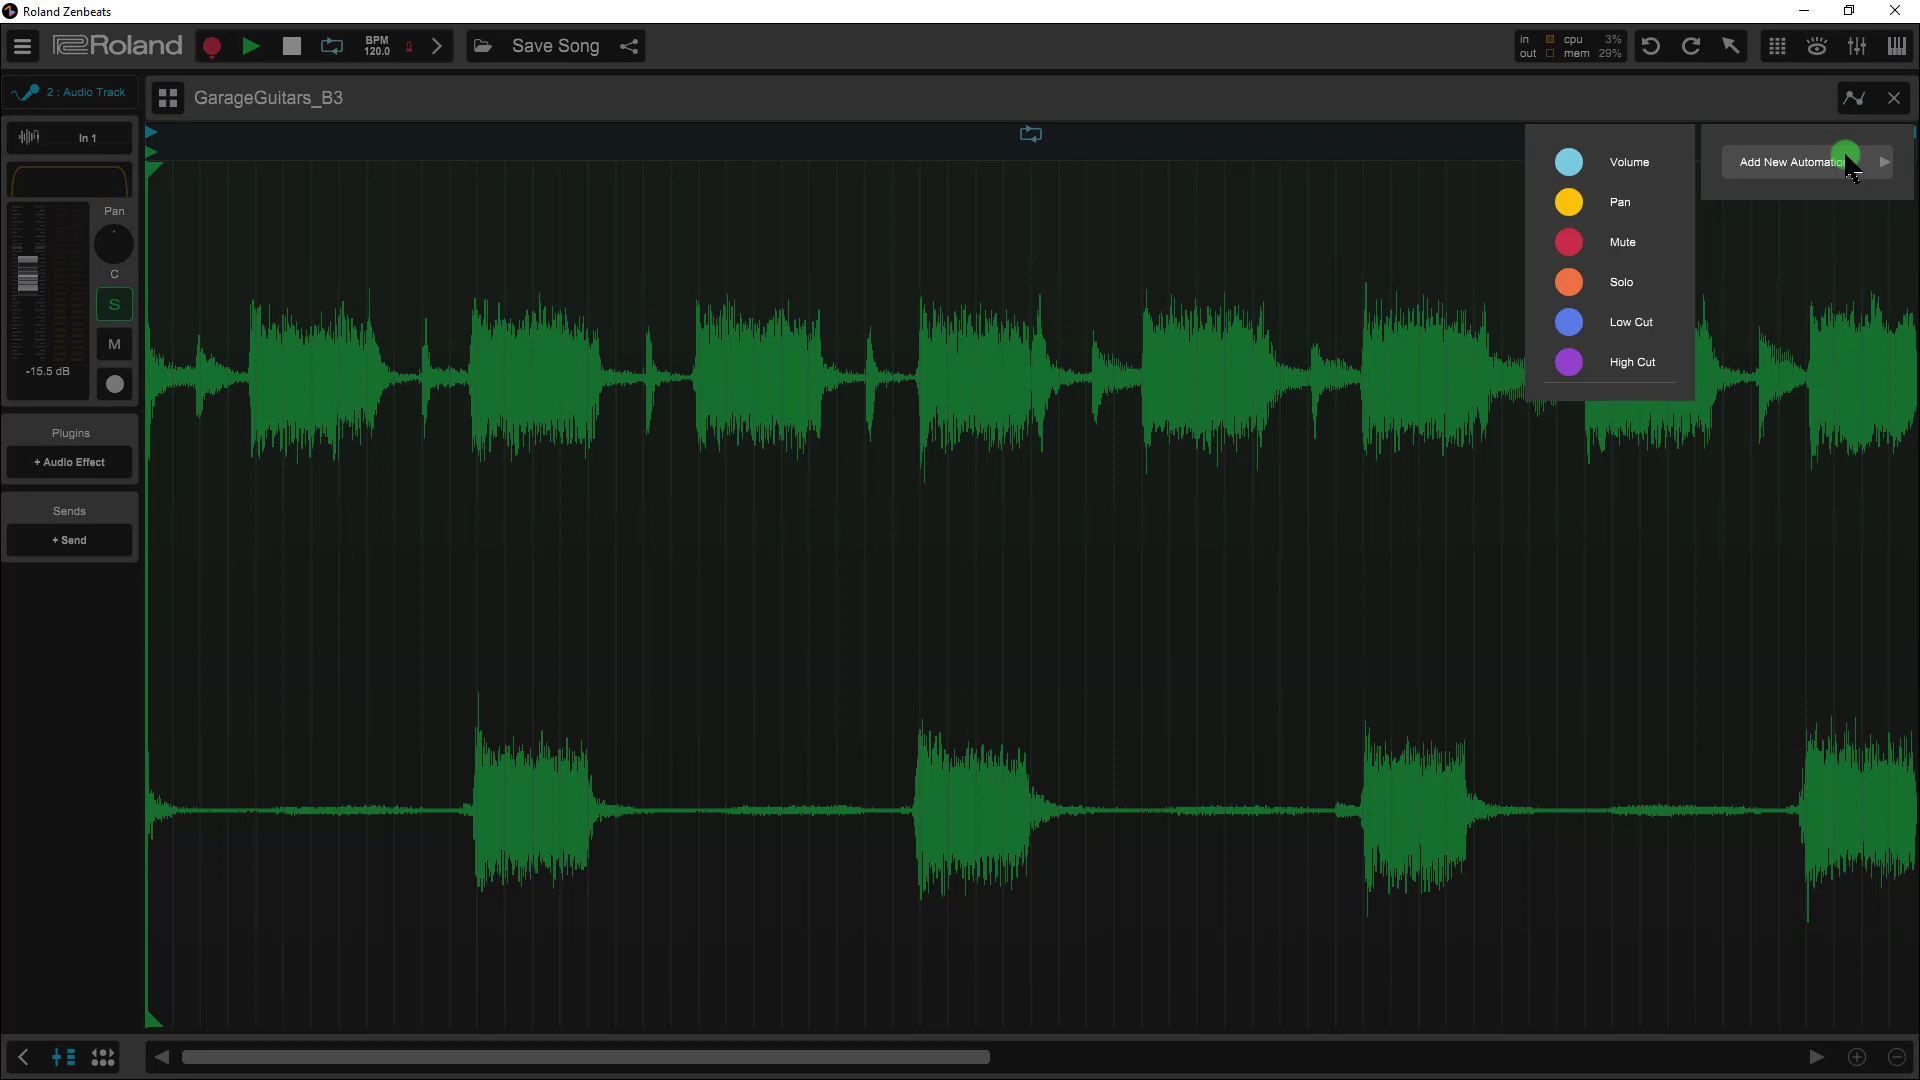 Roland Zenbeats
Roland
BPM
120.0
Save Song
in
cpu
3%
out
mem
29%
2 : Audio Track
GarageGuitars_B3
In 1
Pan
C
S
M
-15.5 dB
Plugins
+ Audio Effect
Sends
+ Send
Volume
Pan
Mute
Solo
Low Cut
High Cut
Add New Automation